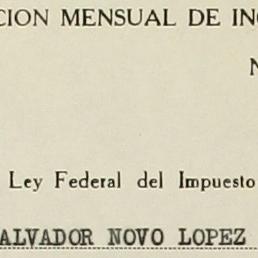 CION MENSUAL DE IN
N
Ley Federal del Impuesto
ALVADOR NOVO LOPEZ